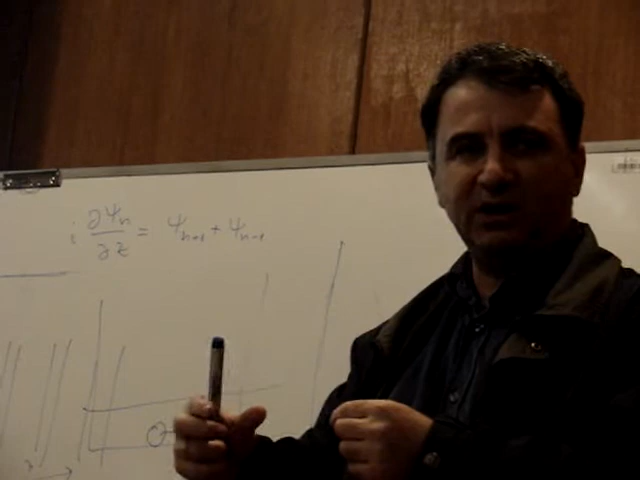 i ∂Ψn/∂z = Ψn+1 + Ψn-1